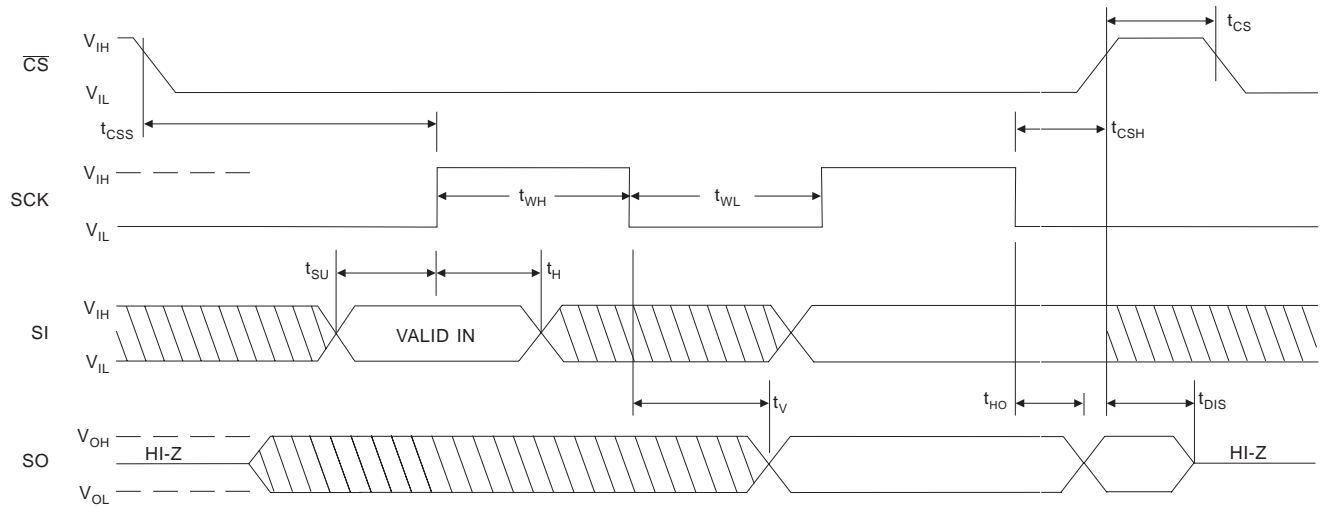 t_CS
V_IH
C̅S̅
V_IL
t_CSS
t_CSH
V_IH
SCK
t_WH
t_WL
V_IL
t_SU
t_H
V_IH
SI
VALID IN
V_IL
t_V
t_HO
t_DIS
V_OH
SO
HI-Z
HI-Z
V_OL